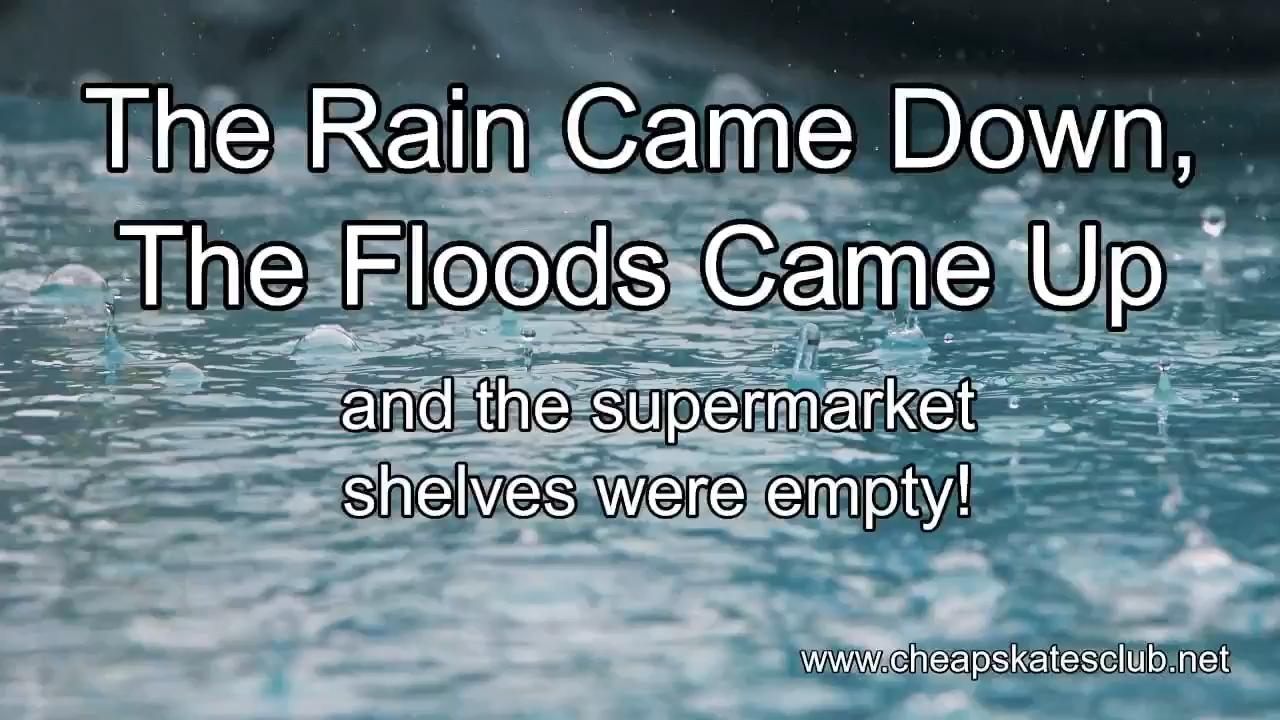 The Rain Came Down,
The Floods Came Up
and the supermarket
shelves were empty!
www.cheapskatesclub.net